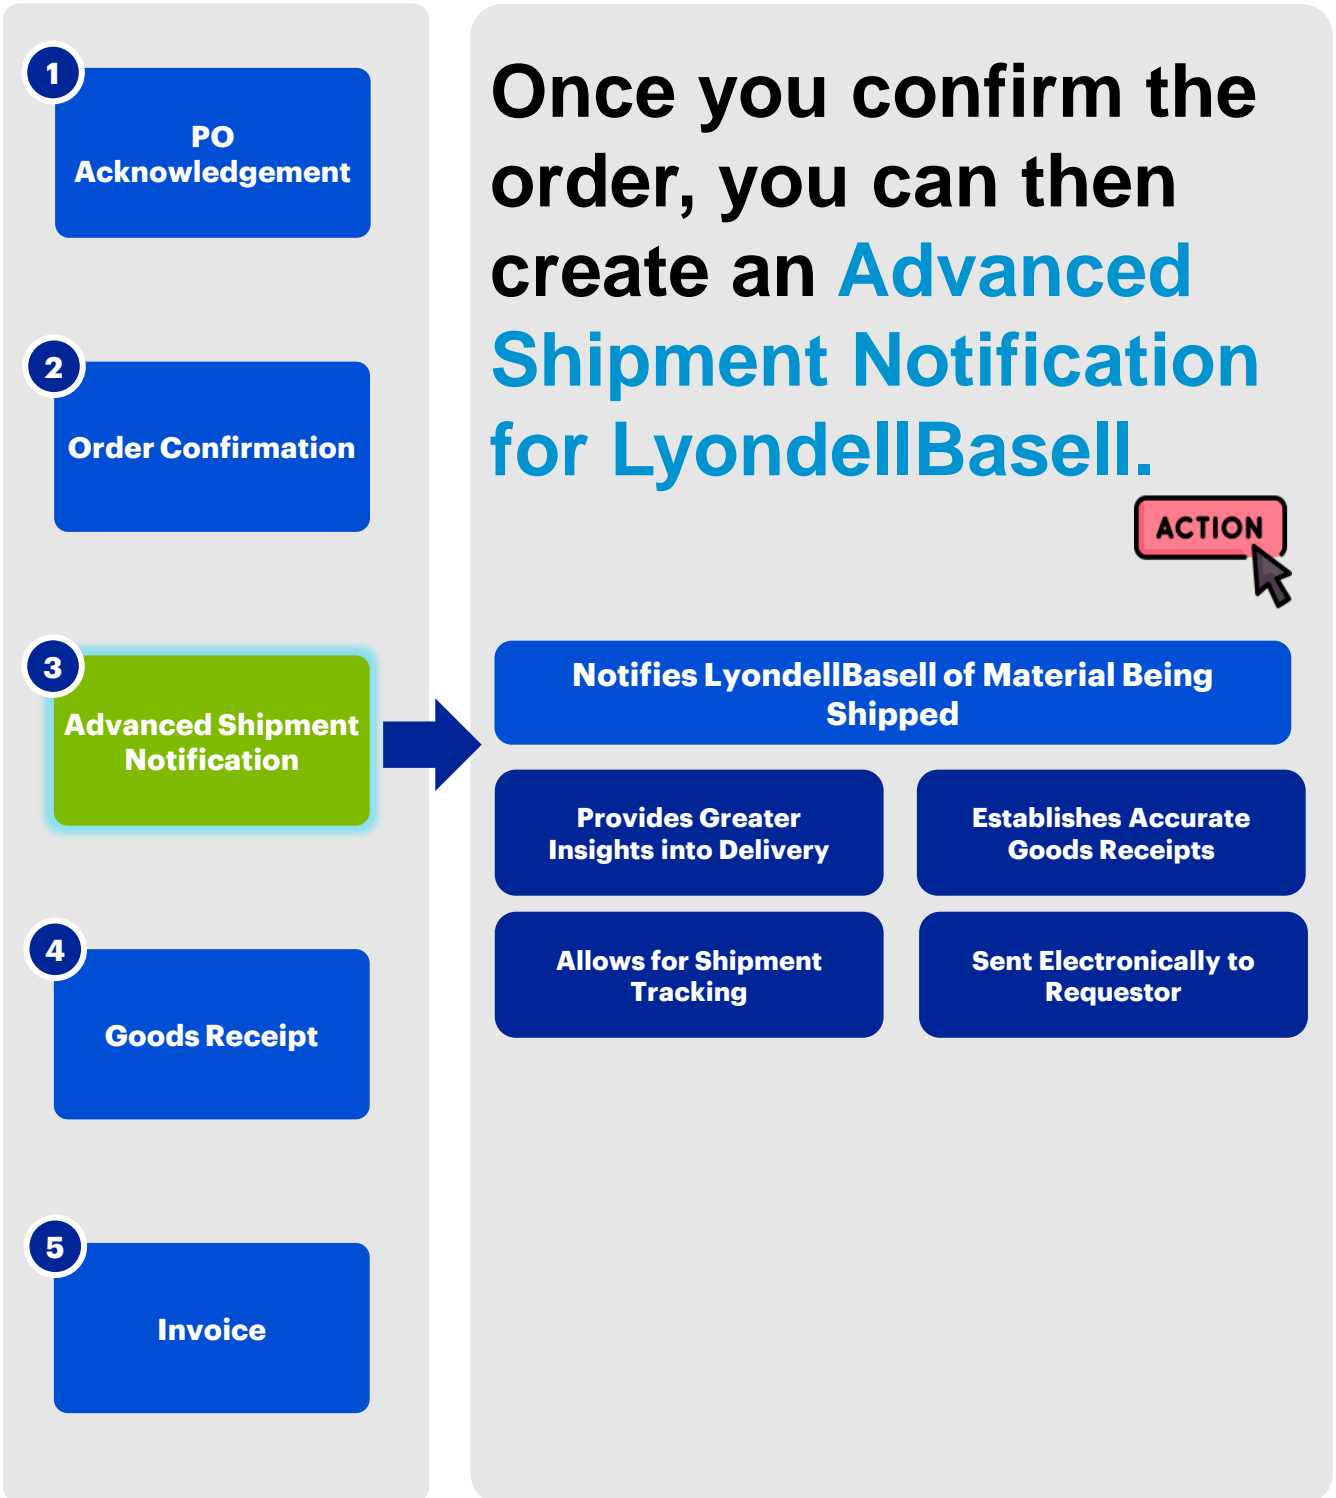 1
PO
Acknowledgement
2
Order Confirmation
3
Advanced Shipment
Notification
4
Goods Receipt
5
Invoice
Once you confirm the
order, you can then
create an Advanced
Shipment Notification
for LyondellBasell.
ACTION
Notifies LyondellBasell of Material Being
Shipped
Provides Greater
Insights into Delivery
Establishes Accurate
Goods Receipts
Allows for Shipment
Tracking
Sent Electronically to
Requestor